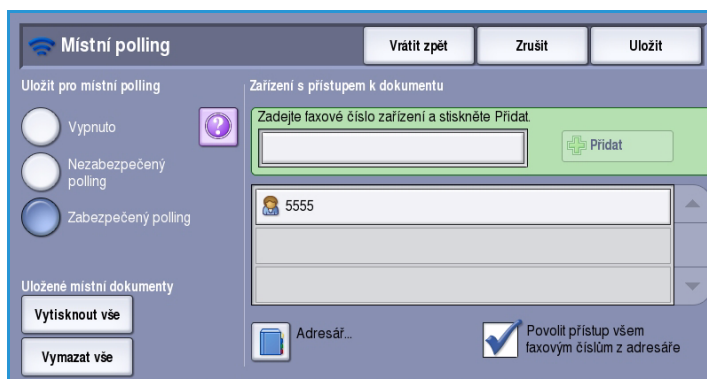 Místní polling
Vrátit zpět
Zrušit
Uložit
Uložit pro místní polling
Vypnuto
Nezabezpečený
polling
Zabezpečený polling
Uložené místní dokumenty
Vytisknout vše
Vymazat vše
Zařízení s přístupem k dokumentu
Zadejte faxové číslo zařízení a stiskněte Přidat.
Přidat
5555
Adresář...
Povolit přístup všem
faxovým číslům z adresáře